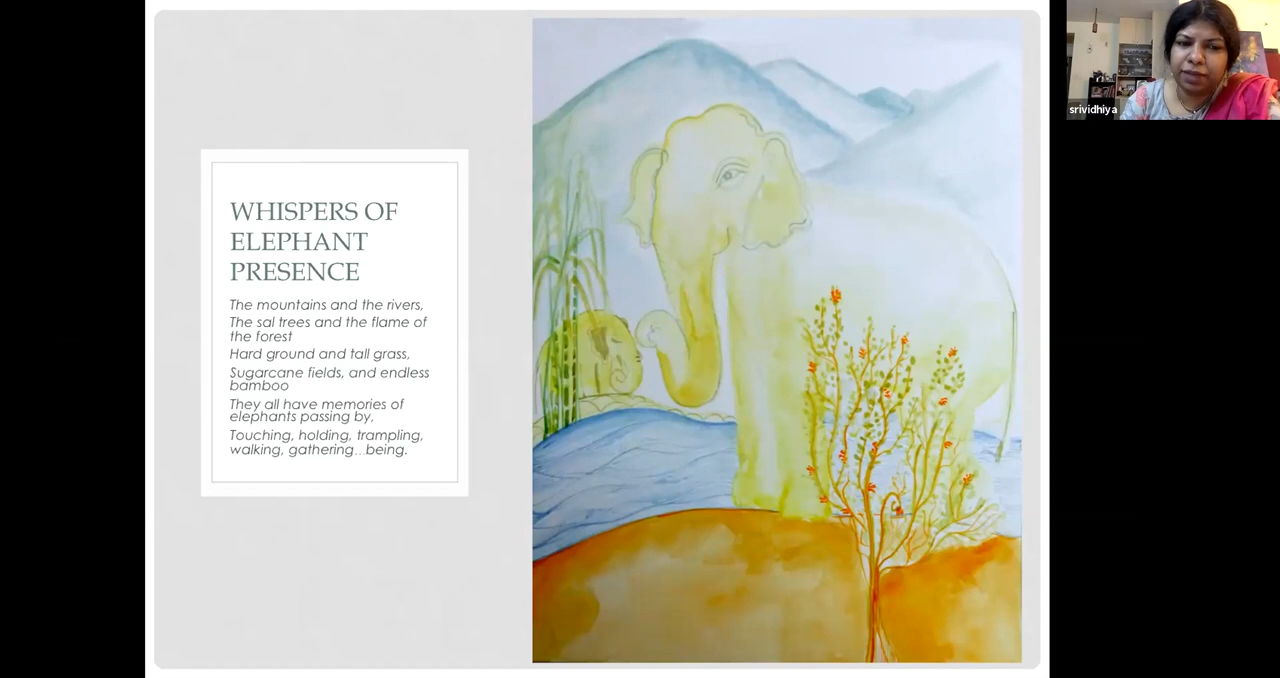 WHISPERS OF
ELEPHANT
PRESENCE
The mountains and the rivers,
The sal trees and the flame of
the forest
Hard ground and tall grass,
Sugarcane fields, and endless
bamboo
They all have memories of
elephants passing by,
Touching, holding, trampling,
walking, gathering...being.
srividhiya